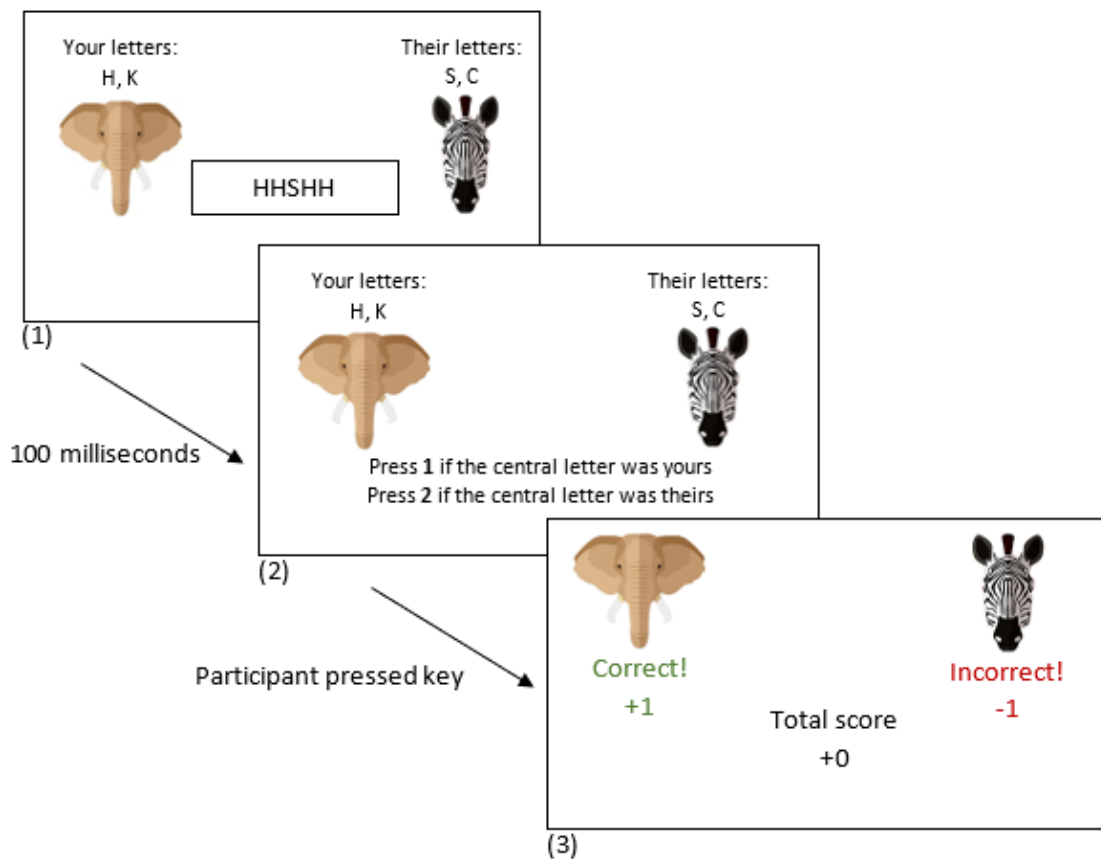 Your letters:
H, K
Their letters:
S, C
HHSHH
(1)
100 milliseconds
Your letters:
H, K
Their letters:
S, C
Press 1 if the central letter was yours
Press 2 if the central letter was theirs
(2)
Participant pressed key
Correct!
+1
Incorrect!
-1
Total score
+0
(3)